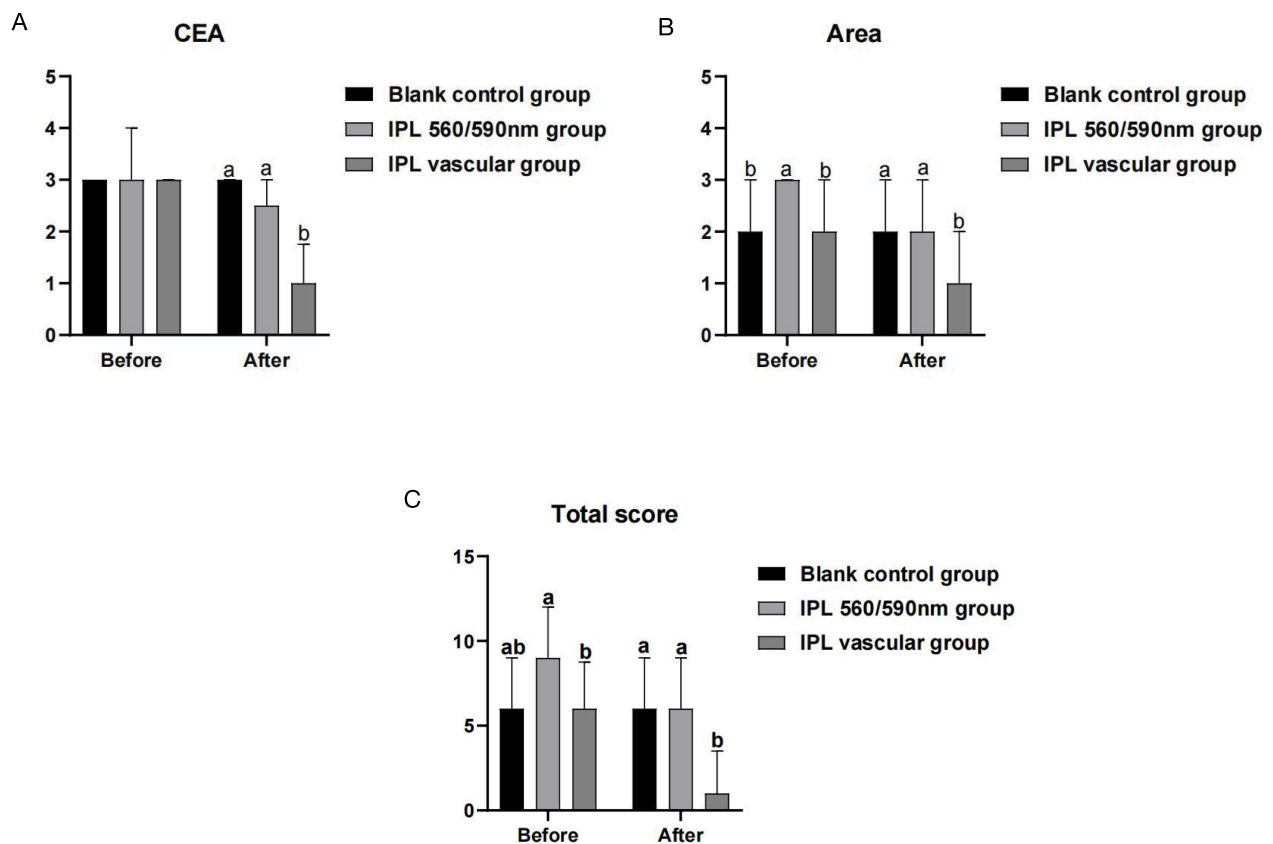 A
CEA
5
4
3
2
1
0
a
a
b
Before
After
Blank control group
IPL 560/590nm group
IPL vascular group
B
Area
5
4
3
2
1
0
b
a
b
a
a
b
Before
After
Blank control group
IPL 560/590nm group
IPL vascular group
C
Total score
15
10
5
0
ab
a
b
a
a
b
Before
After
Blank control group
IPL 560/590nm group
IPL vascular group